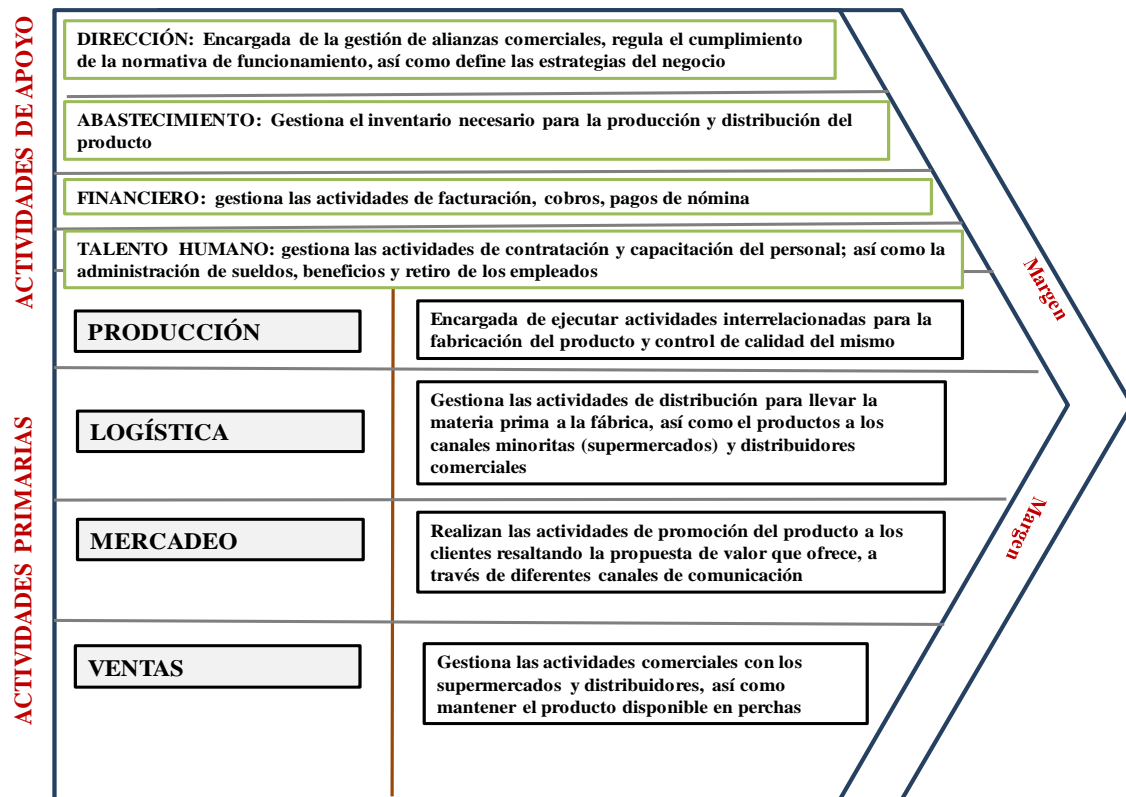 ACTIVIDADES DE APOYO
DIRECCIÓN: Encargada de la gestión de alianzas comerciales, regula el cumplimiento
de la normativa de funcionamiento, así como define las estrategias del negocio
ABASTECIMIENTO: Gestiona el inventario necesario para la producción y distribución del
producto
FINANCIERO: gestiona las actividades de facturación, cobros, pagos de nómina
TALENTO HUMANO: gestiona las actividades de contratación y capacitación del personal; así como la
administración de sueldos, beneficios y retiro de los empleados
Margen
ACTIVIDADES PRIMARIAS
PRODUCCIÓN
Encargada de ejecutar actividades interrelacionadas para la
fabricación del producto y control de calidad del mismo
LOGÍSTICA
Gestiona las actividades de distribución para llevar la
materia prima a la fábrica, así como el productos a los
canales minoritas (supermercados) y distribuidores
comerciales
MERCADEO
Realizan las actividades de promoción del producto a los
clientes resaltando la propuesta de valor que ofrece, a
través de diferentes canales de comunicación
VENTAS
Gestiona las actividades comerciales con los
supermercados y distribuidores, así como
mantener el producto disponible en perchas
Margen